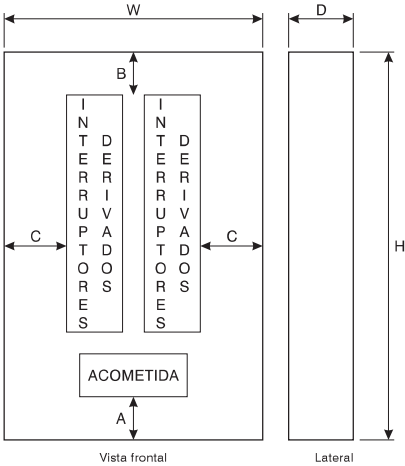 W
D
B
INTERRUPTORES
DERIVADOS
INTERRUPTORES
DERIVADOS
C
C
H
ACOMETIDA
A
Vista frontal
Lateral